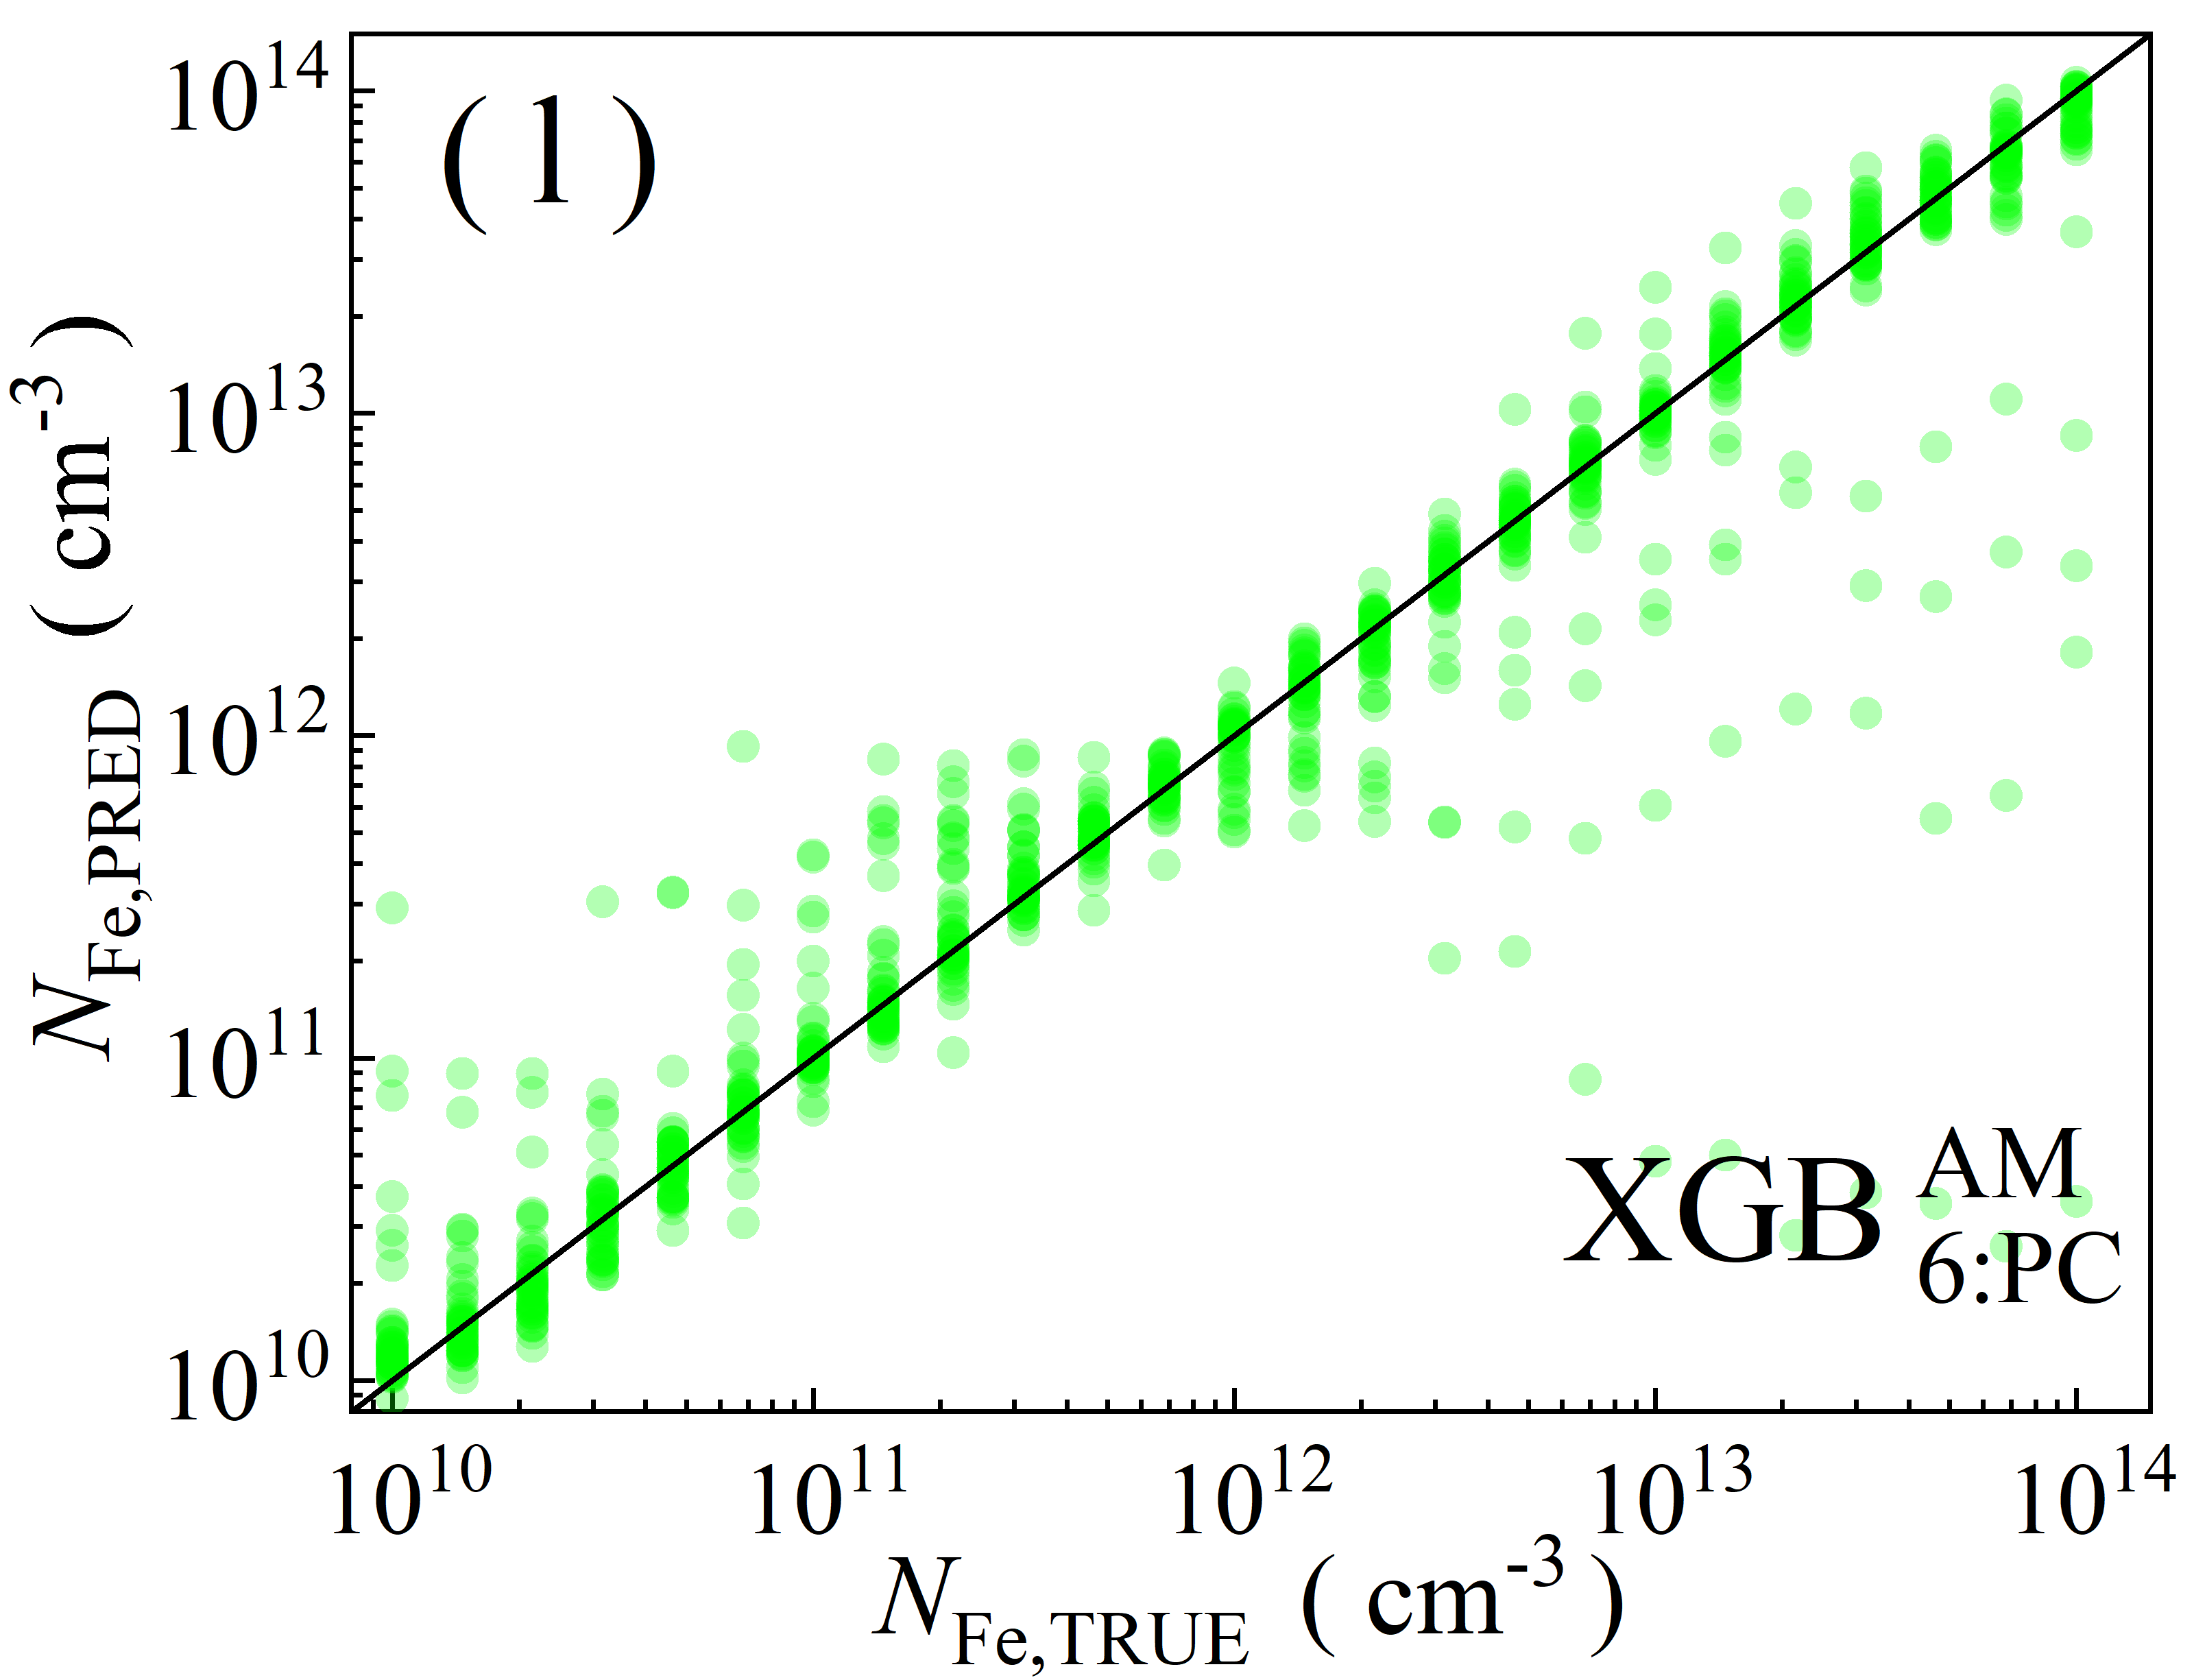 ( l )
10^14
10^13
10^12
10^11
10^10
N_Fe,PRED ( cm^-3 )
XGB AM
6:PC
10^10 10^11 10^12 10^13 10^14
N_Fe,TRUE ( cm^-3 )